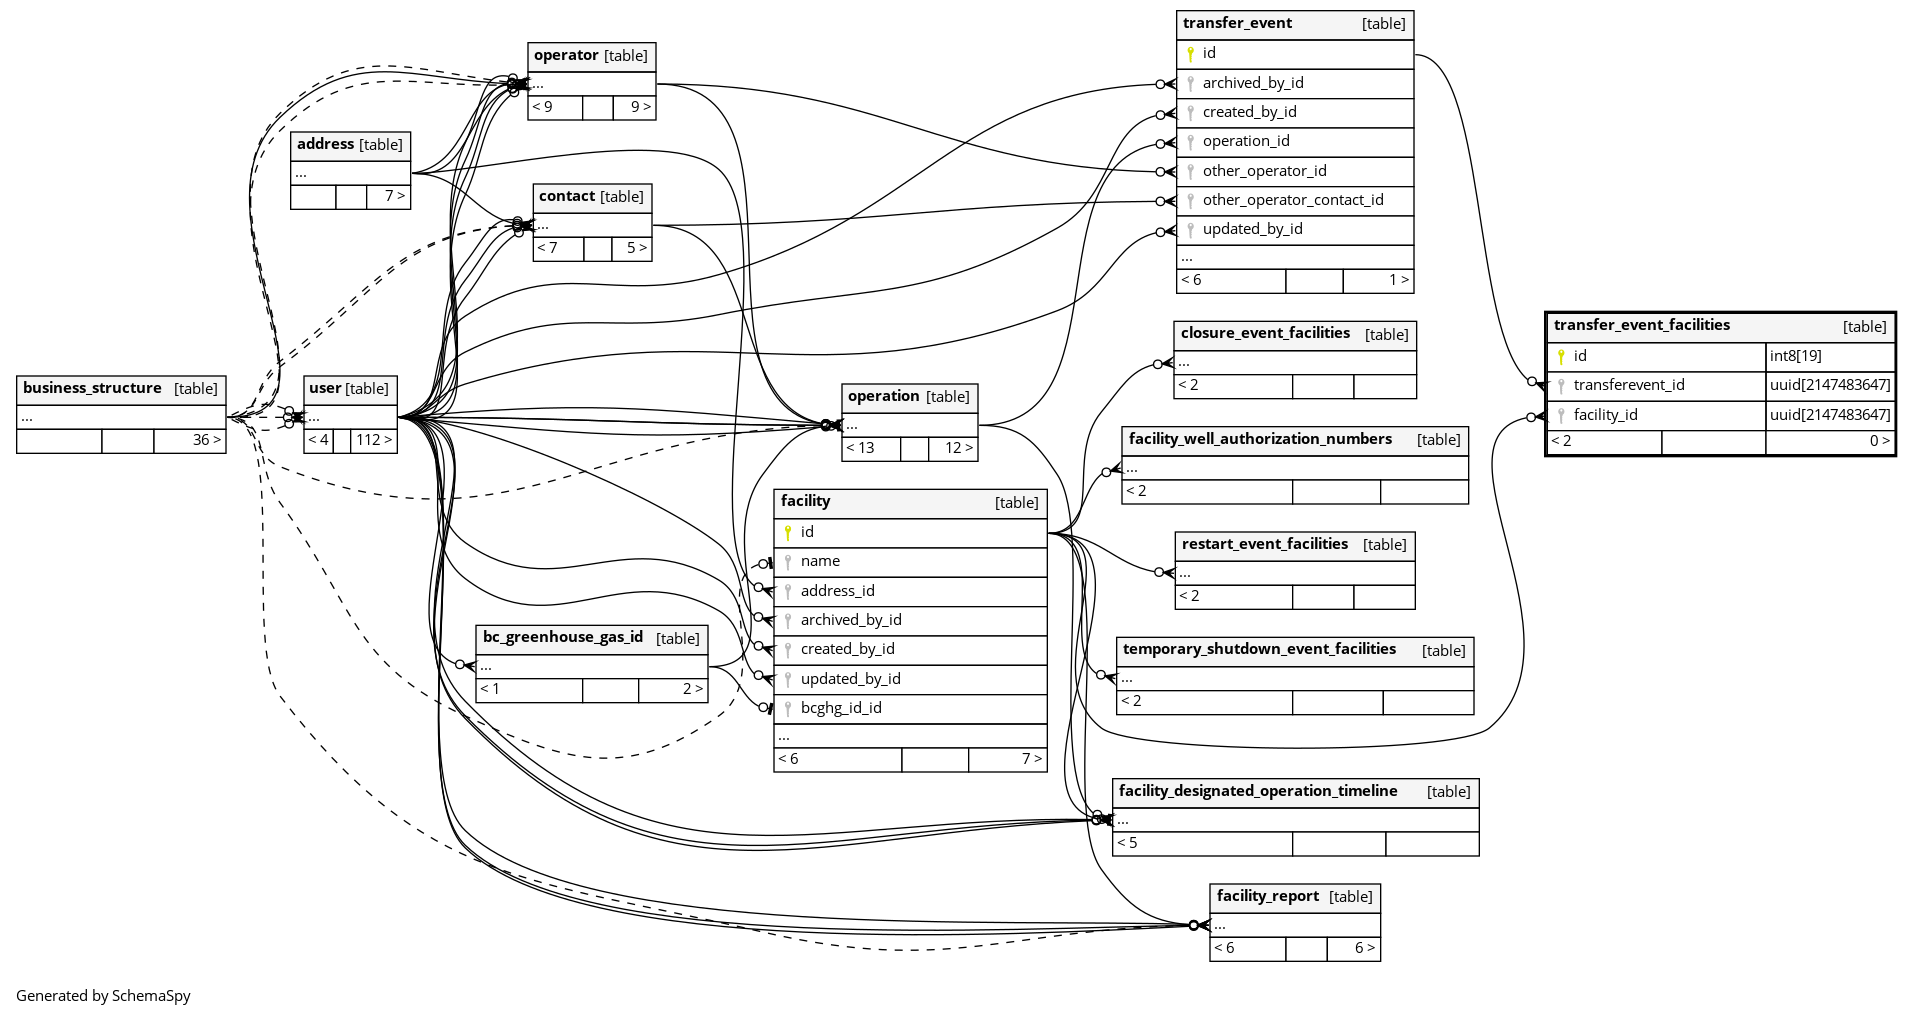 transfer_event [table]
id
archived_by_id
created_by_id
operation_id
other_operator_id
other_operator_contact_id
updated_by_id
...
< 6 1 >
operator [table]
...
< 9 9 >
address [table]
...
7 >
contact [table]
...
< 7 5 >
closure_event_facilities [table]
...
< 2
transfer_event_facilities [table]
id int8[19]
transferevent_id uuid[2147483647]
facility_id uuid[2147483647]
< 2 0 >
business_structure [table]
...
36 >
user [table]
...
< 4 112 >
operation [table]
...
< 13 12 >
facility_well_authorization_numbers [table]
...
< 2
facility [table]
id
name
address_id
archived_by_id
created_by_id
updated_by_id
bcghg_id_id
...
< 6 7 >
restart_event_facilities [table]
...
< 2
bc_greenhouse_gas_id [table]
...
< 1 2 >
temporary_shutdown_event_facilities [table]
...
< 2
facility_designated_operation_timeline [table]
...
< 5
facility_report [table]
...
< 6 6 >
Generated by SchemaSpy